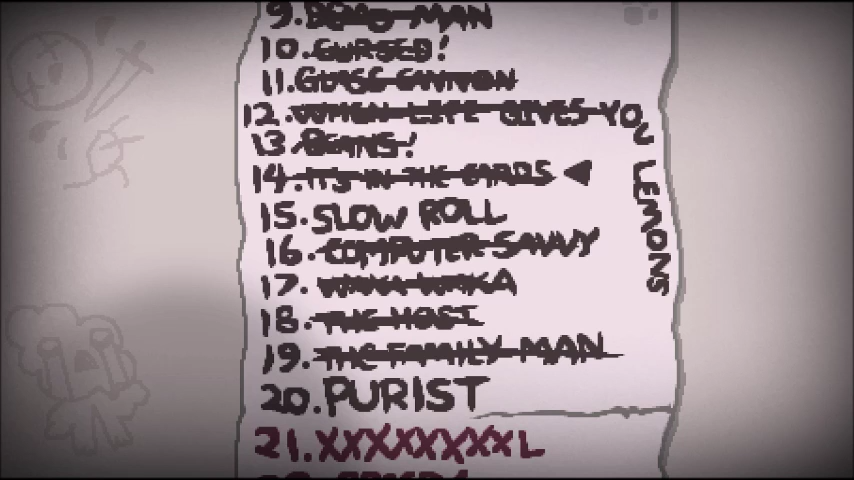 9. DEMO MAN
10. CURSED!
11. GLASS CANNON
12. WHEN LIFE GIVES YOU LEMONS
13. BEANS!
14. IT'S IN THE CARDS
15. SLOW ROLL
16. COMPUTER SAVVY
17. WAKA WAKA
18. THE HOST
19. THE FAMILY MAN
20. PURIST
21. XXXXXXXXL